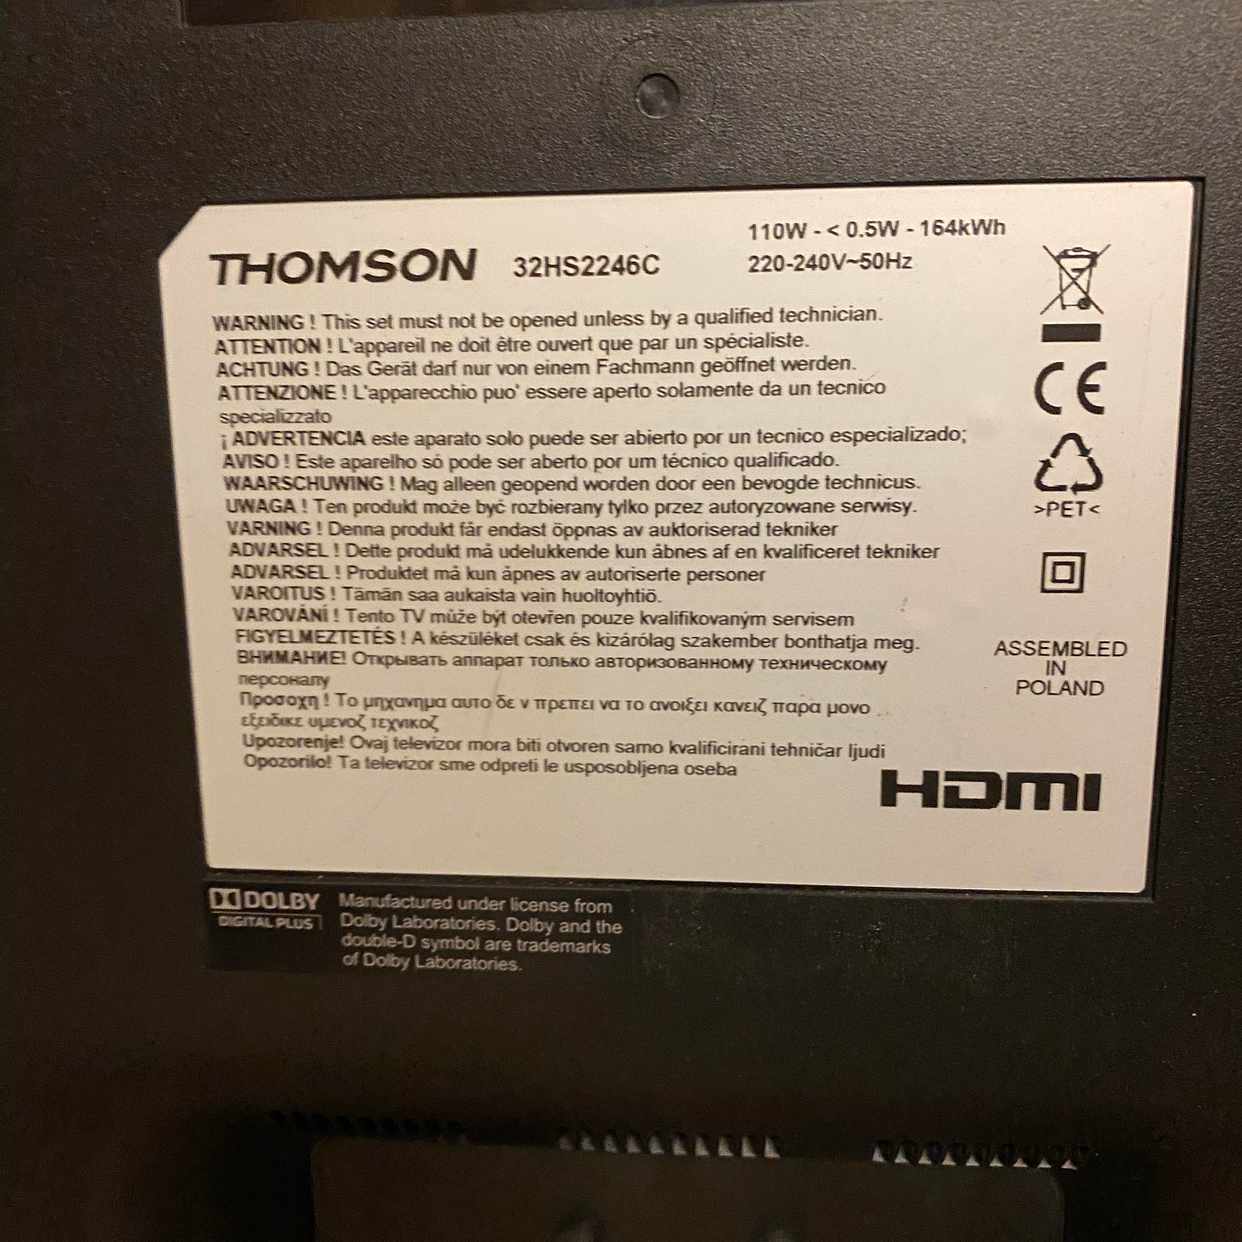 110W - < 0.5W - 164kWh
THOMSON 32HS2246C 220-240V~50Hz
WARNING ! This set must not be opened unless by a qualified technician.
ATTENTION ! L'appareil ne doit être ouvert que par un spécialiste.
ACHTUNG ! Das Gerät darf nur von einem Fachmann geöffnet werden.
ATTENZIONE ! L'apparecchio puo' essere aperto solamente da un tecnico
specializzato
¡ ADVERTENCIA este aparato solo puede ser abierto por un tecnico especializado;
AVISO ! Este aparelho só pode ser aberto por um técnico qualificado.
WAARSCHUWING ! Mag alleen geopend worden door een bevogde technicus.
UWAGA ! Ten produkt może być rozbierany tylko przez autoryzowane serwisy.
VARNING ! Denna produkt får endast öppnas av auktoriserad tekniker
ADVARSEL ! Dette produkt må udelukkende kun åbnes af en kvalificeret tekniker
ADVARSEL ! Produktet må kun åpnes av autoriserte personer
VAROITUS ! Tämän saa aukaista vain huoltoyhtiö.
VAROVÁNÍ ! Tento TV může být otevřen pouze kvalifikovaným servisem
FIGYELMEZTETÉS ! A készüléket csak és kizárólag szakember bonthatja meg.
ВНИМАНИЕ! Открывать аппарат только авторизованному техническому
персоналу
Προσοχη ! Το μηχανημα αυτο δε ν πρεπει να το ανοιξει κανειζ παρα μονο
εξειδικε υμενοζ τεχνικοζ
Upozorenje! Ovaj televizor mora biti otvoren samo kvalificirani tehničar ljudi
Opozorilo! Ta televizor sme odpreti le usposobljena oseba
CE
>PET<
ASSEMBLED
IN
POLAND
HDMI
DOLBY
DIGITAL PLUS
Manufactured under license from
Dolby Laboratories. Dolby and the
double-D symbol are trademarks
of Dolby Laboratories.